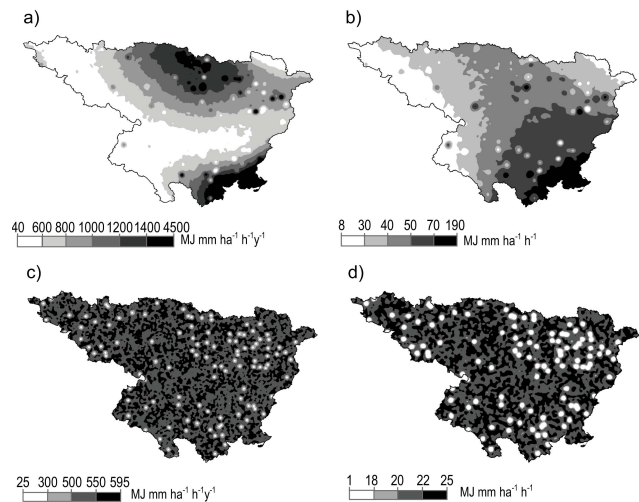 a)
b)
40 600 800 1000 1200 1400 4500
MJ mm ha⁻¹ h⁻¹y⁻¹
8 30 40 50 70 190
MJ mm ha⁻¹ h⁻¹
c)
d)
25 300 500 550 595
MJ mm ha⁻¹ h⁻¹y⁻¹
1 18 20 22 25
MJ mm ha⁻¹ h⁻¹